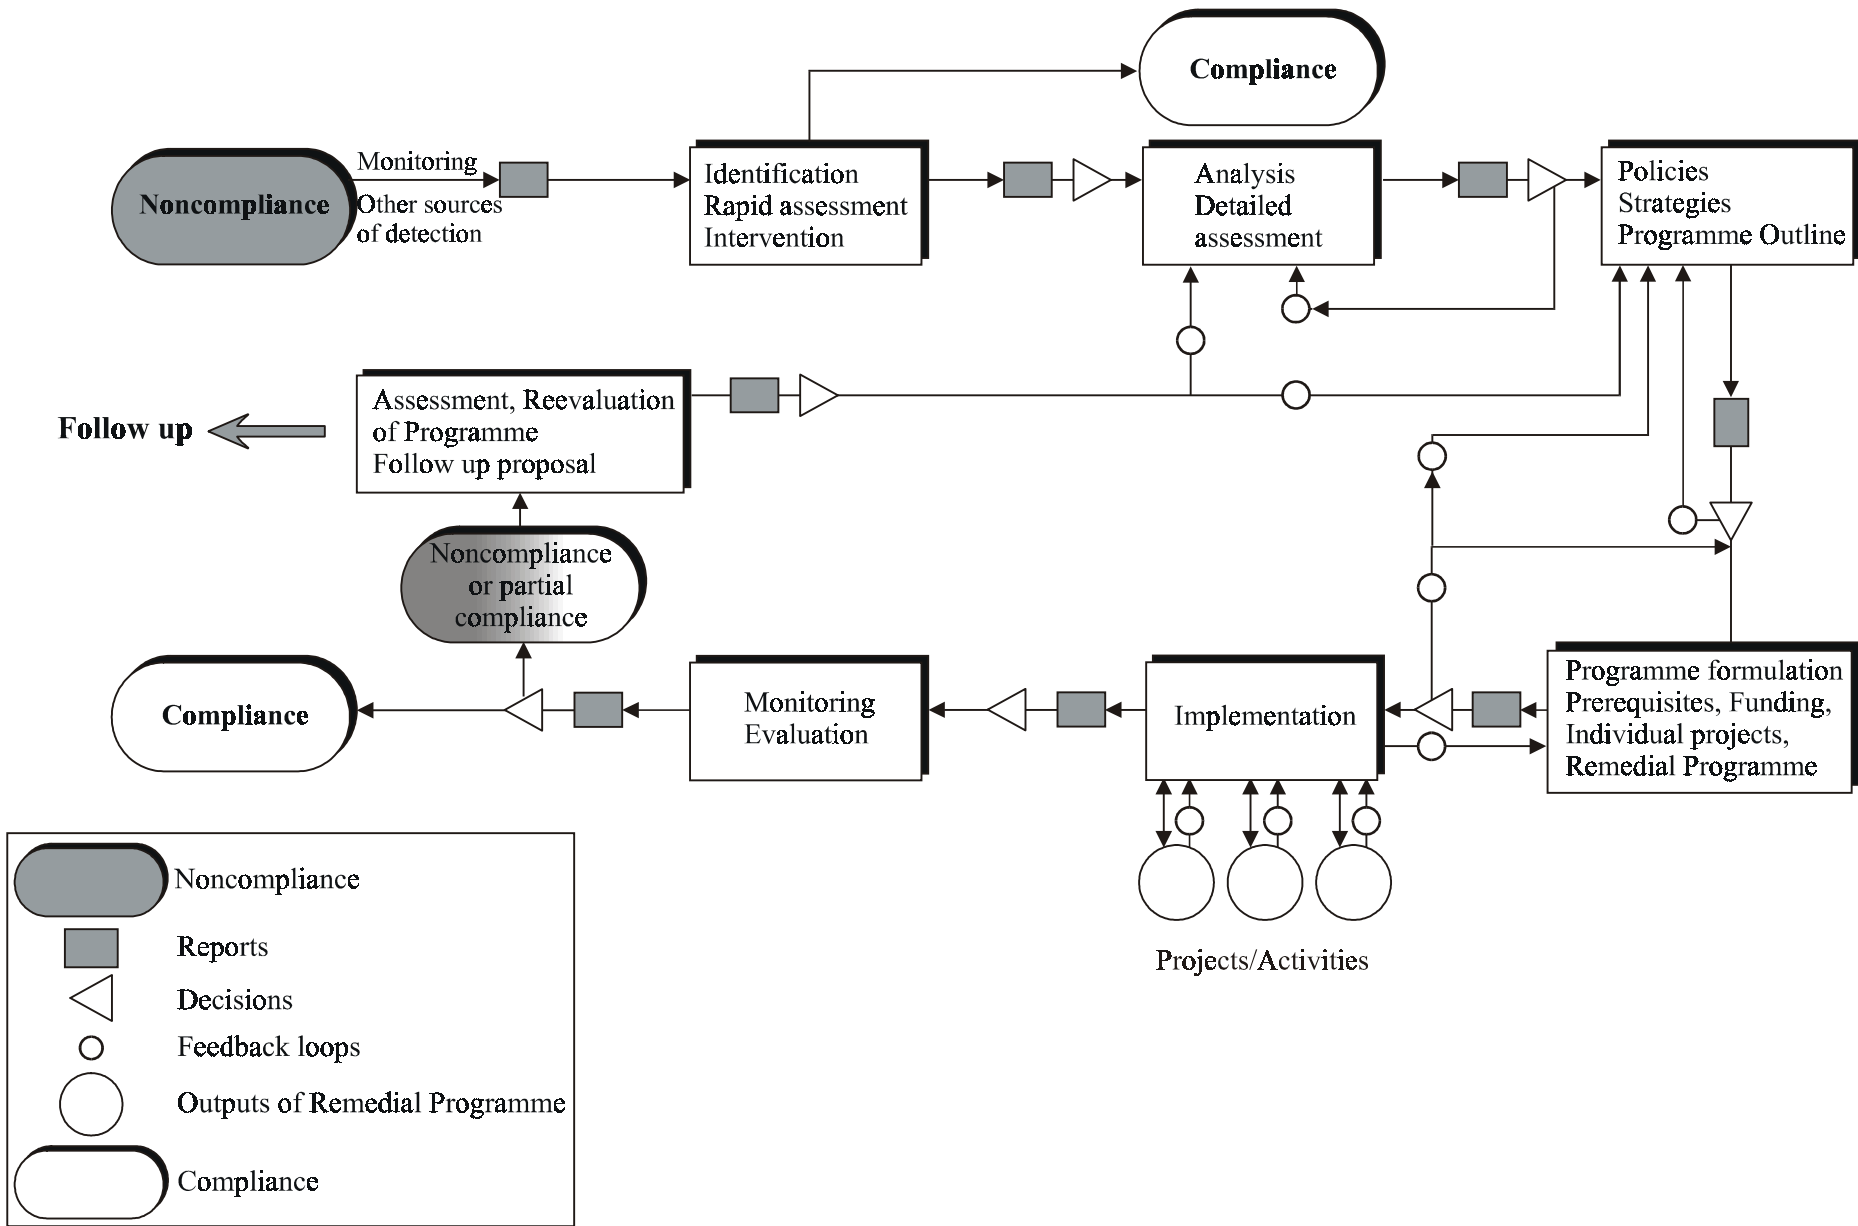 Compliance
Noncompliance
Monitoring
Other sources
of detection
Identification
Rapid assessment
Intervention
Analysis
Detailed
assessment
Policies
Strategies
Programme Outline
Follow up
Assessment, Reevaluation
of Programme
Follow up proposal
Noncompliance
or partial
compliance
Compliance
Monitoring
Evaluation
Implementation
Programme formulation
Prerequisites, Funding,
Individual projects,
Remedial Programme
Projects/Activities
Noncompliance
Reports
Decisions
Feedback loops
Outputs of Remedial Programme
Compliance